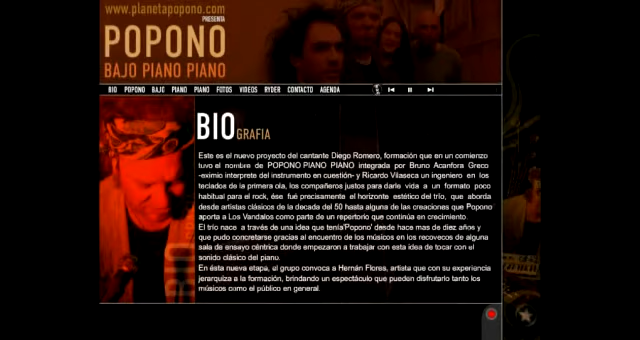 www.planetapopono.com
PRESENTA
POPONO
BAJO PIANO PIANO
BIO POPONO BAJO PIANO PIANO FOTOS VIDEOS RYDER CONTACTO AGENDA
BIOGRAFIA
Este es el nuevo proyecto del cantante Diego Romero, formación que en un comienzo
tuvo el nombre de POPONO PIANO PIANO integrada por Bruno Acanfora Greco
-eximio interprete del instrumento en cuestión- y Ricardo Vilaseca un ingeniero en los
teclados de la primera ola, los compañeros justos para darle vida a un formato poco
habitual para el rock, ése fué precisamente el horizonte estético del trío, que aborda
desde artistas clásicos de la decada del 50 hasta alguna de las creaciones que Popono
aporta a Los Vandalos como parte de un repertorio que continúa en crecimiento.
El trío nace a través de una idea que tenía'Popono' desde hace mas de diez años y
que pudo concretarse gracias al encuentro de los músicos en los recovecos de alguna
sala de ensayo céntrica donde empezaron a trabajar con esta idea de tocar con el
sonido clásico del piano.
En ésta nueva etapa, el grupo convoca a Hernán Flores, artista que con su experiencia
jerarquiza a la formación, brindando un espectáculo que pueden disfrutarlo tanto los
músicos como el público en general.
BIO